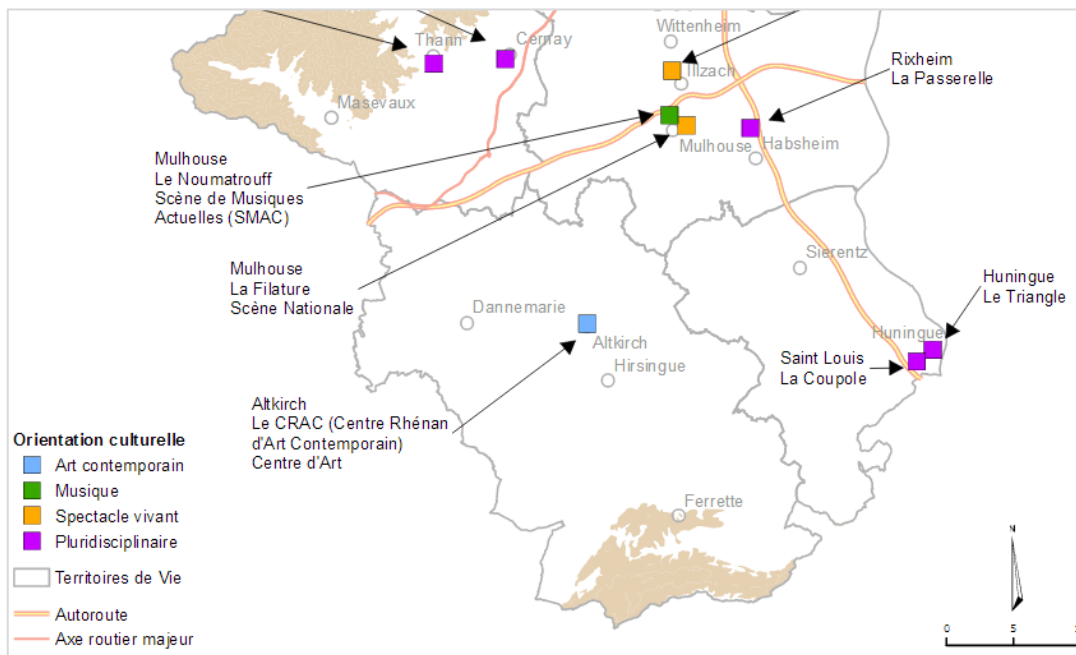 Wittenheim
Thann
Cernay
Illzach
Rixheim
La Passerelle
Masevaux
Mulhouse
Habsheim
Mulhouse
Le Noumatrouff
Scène de Musiques
Actuelles (SMAC)
Sierentz
Mulhouse
La Filature
Scène Nationale
Huningue
Le Triangle
Dannemarie
Huningue
Altkirch
Saint Louis
La Coupole
Hirsingue
Altkirch
Le CRAC (Centre Rhénan
d'Art Contemporain)
Centre d'Art
Orientation culturelle
Art contemporain
Musique
Spectacle vivant
Pluridisciplinaire
Territoires de Vie
Autoroute
Axe routier majeur
Ferrette
N
0 5